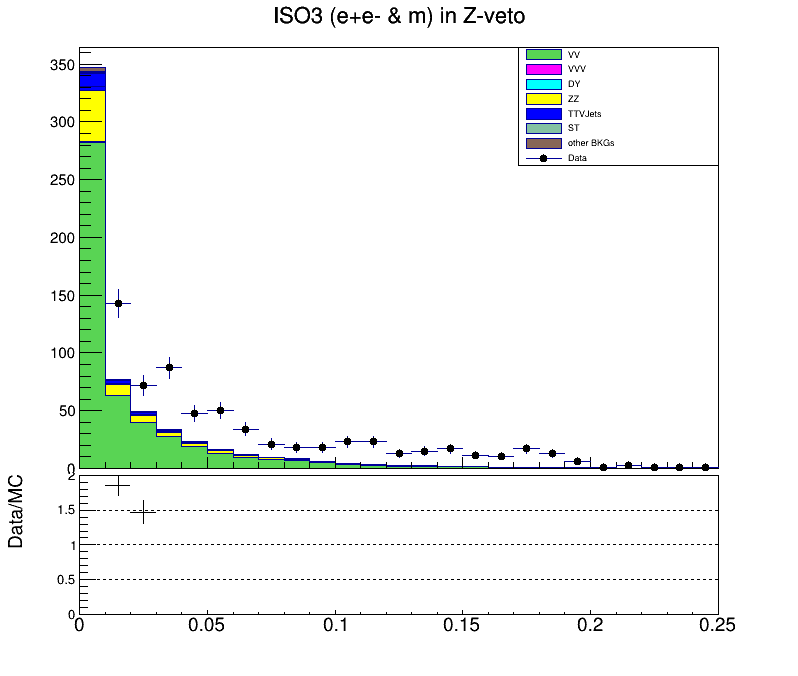 ISO3 (e+e- & m) in Z-veto
350
300
250
200
150
100
50
0
VV
VVV
DY
ZZ
TTVJets
ST
other BKGs
Data
Data/MC
2
1.5
1
0.5
0
0 0.05 0.1 0.15 0.2 0.25